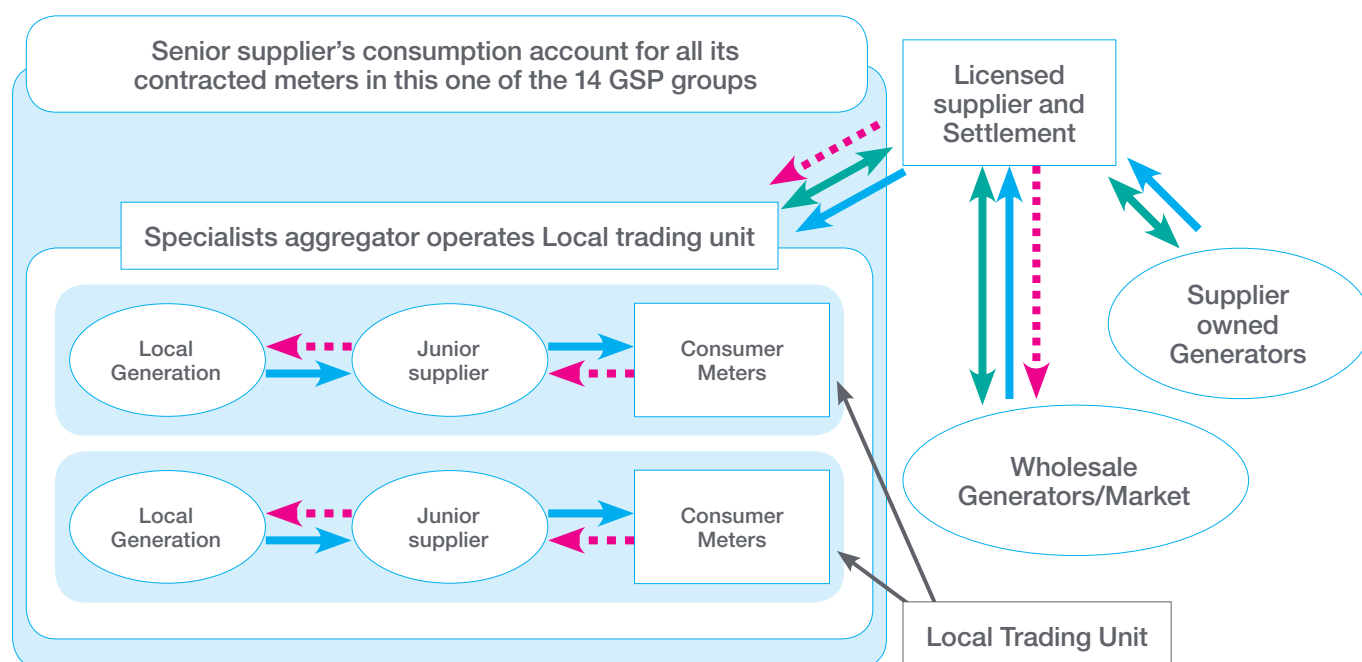 Senior supplier’s consumption account for all its
contracted meters in this one of the 14 GSP groups
Licensed
supplier and
Settlement
Specialists aggregator operates Local trading unit
Supplier
owned
Generators
Local
Generation
Junior
supplier
Consumer
Meters
Wholesale
Generators/Market
Local
Generation
Junior
supplier
Consumer
Meters
Local Trading Unit